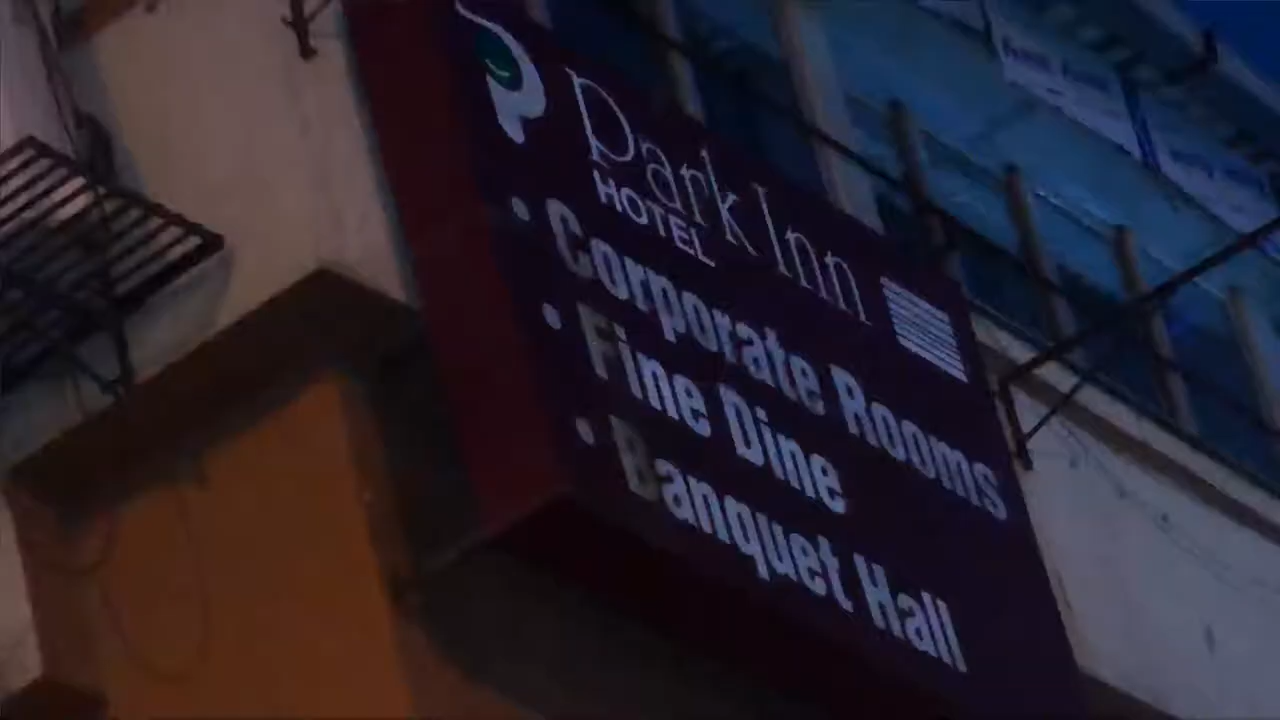 Park Inn
HOTEL
• Corporate Rooms
• Fine Dine
• Banquet Hall